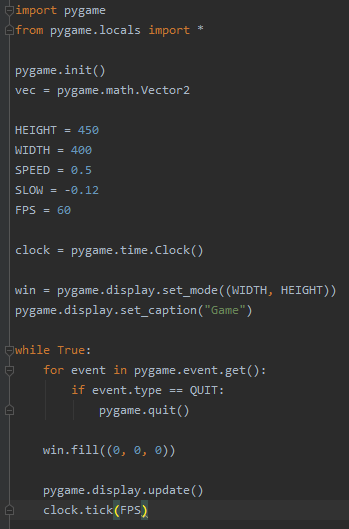 import pygame
from pygame.locals import *
pygame.init()
vec = pygame.math.Vector2
HEIGHT = 450
WIDTH = 400
SPEED = 0.5
SLOW = -0.12
FPS = 60
clock = pygame.time.Clock()
win = pygame.display.set_mode((WIDTH, HEIGHT))
pygame.display.set_caption("Game")
while True:
    for event in pygame.event.get():
        if event.type == QUIT:
            pygame.quit()
    win.fill((0, 0, 0))
    pygame.display.update()
    clock.tick(FPS)